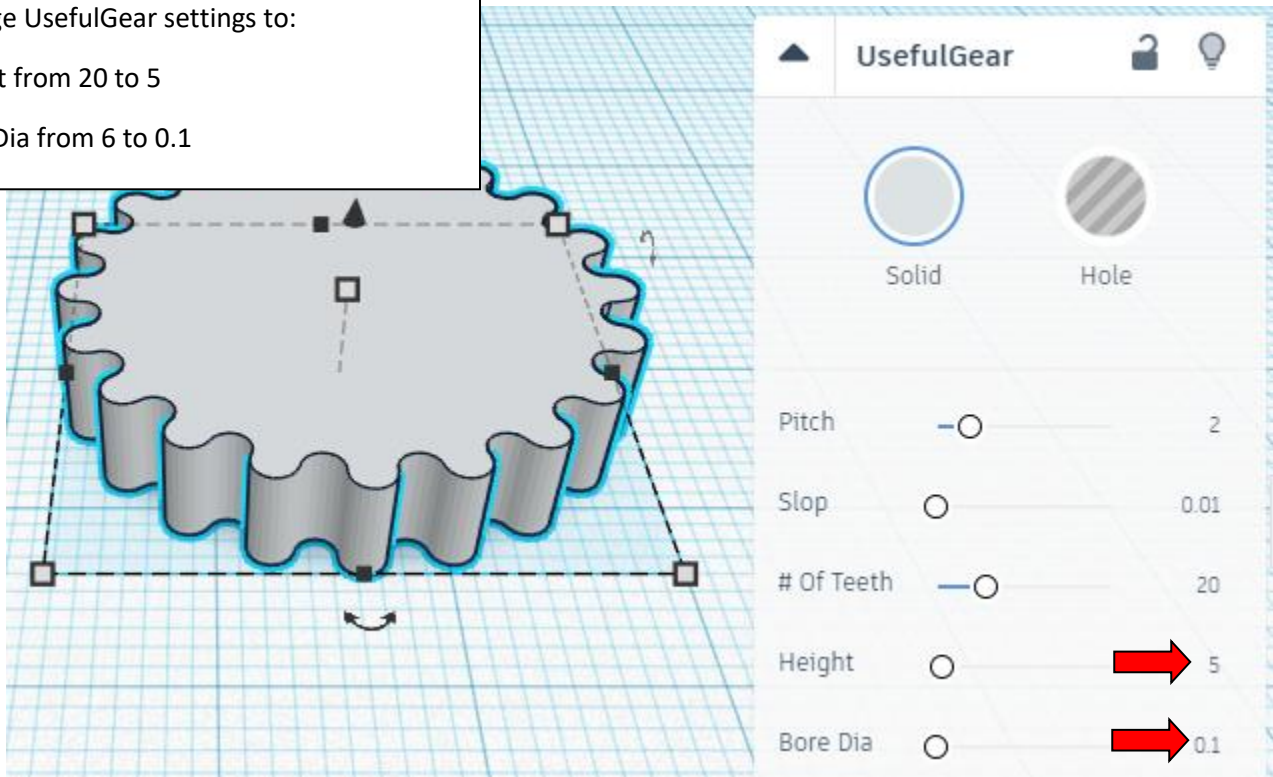 ge UsefulGear settings to:
t from 20 to 5
Dia from 6 to 0.1
UsefulGear
Solid Hole
Pitch 2
Slop 0.01
# Of Teeth 20
Height 5
Bore Dia 0.1